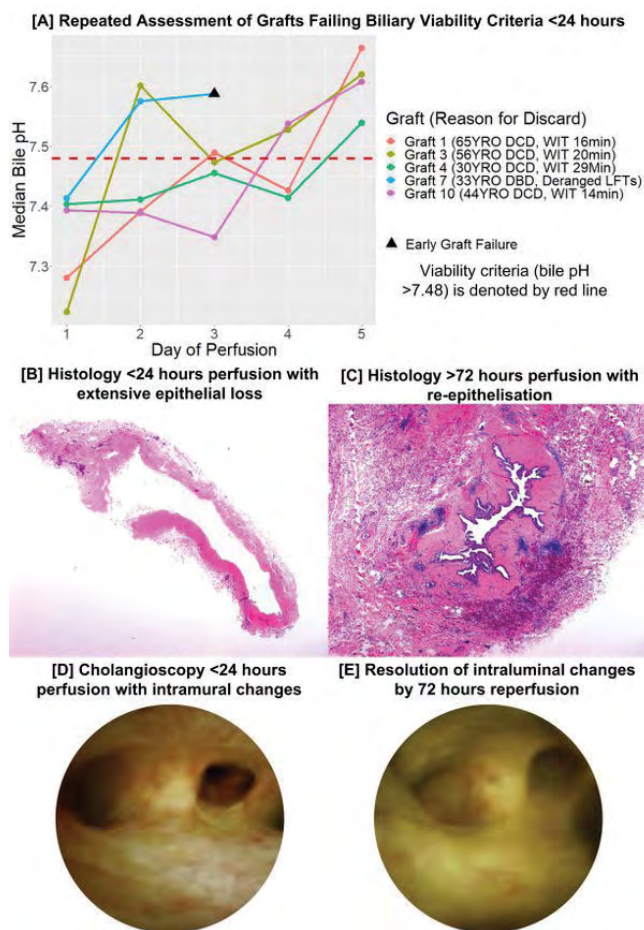 [A] Repeated Assessment of Grafts Failing Biliary Viability Criteria <24 hours
7.6
7.5
7.4
7.3
Median Bile pH
1 2 3 4 5
Day of Perfusion
Graft (Reason for Discard)
Graft 1 (65YRO DCD, WIT 16min)
Graft 3 (56YRO DCD, WIT 20min)
Graft 4 (30YRO DCD, WIT 29Min)
Graft 7 (33YRO DBD, Deranged LFTs)
Graft 10 (44YRO DCD, WIT 14min)
Early Graft Failure
Viability criteria (bile pH
>7.48) is denoted by red line
[B] Histology <24 hours perfusion with
extensive epithelial loss
[C] Histology >72 hours perfusion with
re-epithelisation
[D] Cholangioscopy <24 hours
perfusion with intramural changes
[E] Resolution of intraluminal changes
by 72 hours reperfusion